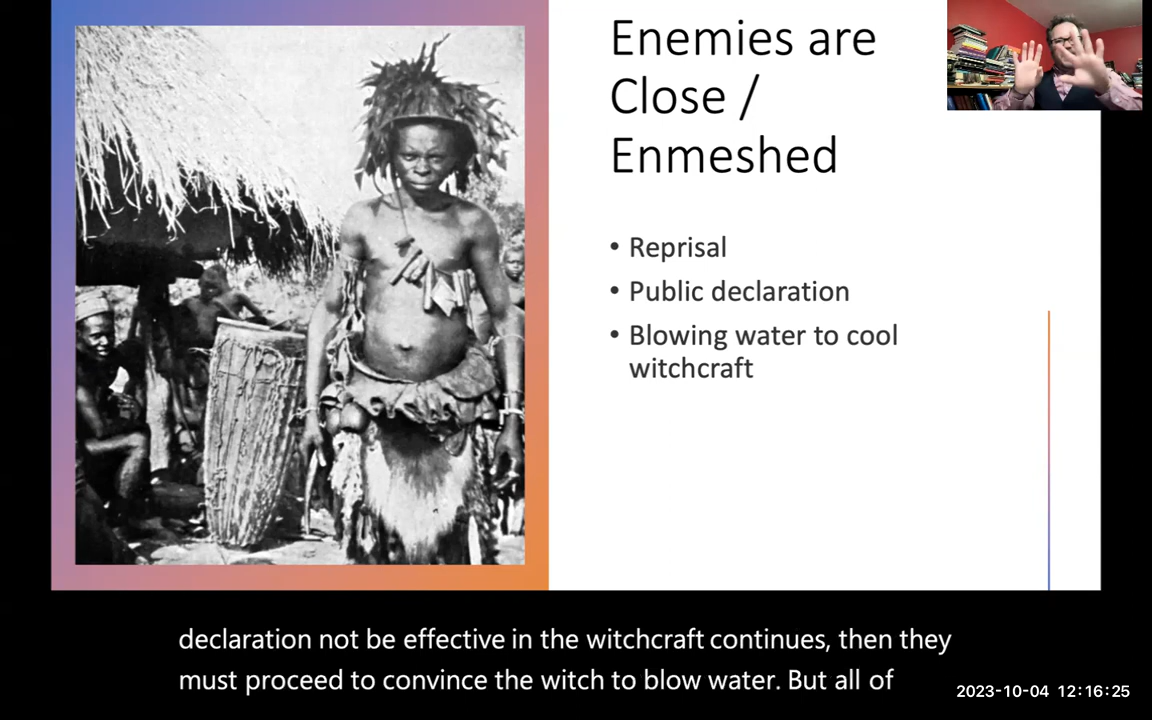 Enemies are
Close /
Enmeshed
• Reprisal
• Public declaration
• Blowing water to cool
witchcraft
declaration not be effective in the witchcraft continues, then they
must proceed to convince the witch to blow water. But all of
2023-10-04 12:16:25